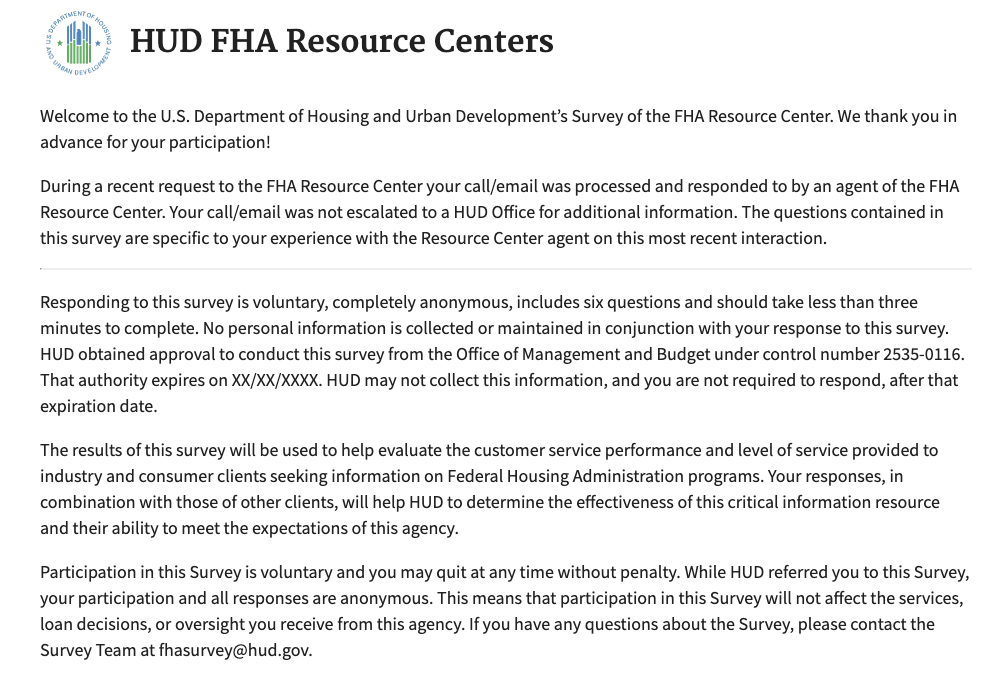 U.S. DEPARTMENT OF HOUSING
AND URBAN DEVELOPMENT
HUD FHA Resource Centers
Welcome to the U.S. Department of Housing and Urban Development’s Survey of the FHA Resource Center. We thank you in
advance for your participation!
During a recent request to the FHA Resource Center your call/email was processed and responded to by an agent of the FHA
Resource Center. Your call/email was not escalated to a HUD Office for additional information. The questions contained in
this survey are specific to your experience with the Resource Center agent on this most recent interaction.
Responding to this survey is voluntary, completely anonymous, includes six questions and should take less than three
minutes to complete. No personal information is collected or maintained in conjunction with your response to this survey.
HUD obtained approval to conduct this survey from the Office of Management and Budget under control number 2535-0116.
That authority expires on XX/XX/XXXX. HUD may not collect this information, and you are not required to respond, after that
expiration date.
The results of this survey will be used to help evaluate the customer service performance and level of service provided to
industry and consumer clients seeking information on Federal Housing Administration programs. Your responses, in
combination with those of other clients, will help HUD to determine the effectiveness of this critical information resource
and their ability to meet the expectations of this agency.
Participation in this Survey is voluntary and you may quit at any time without penalty. While HUD referred you to this Survey,
your participation and all responses are anonymous. This means that participation in this Survey will not affect the services,
loan decisions, or oversight you receive from this agency. If you have any questions about the Survey, please contact the
Survey Team at fhasurvey@hud.gov.